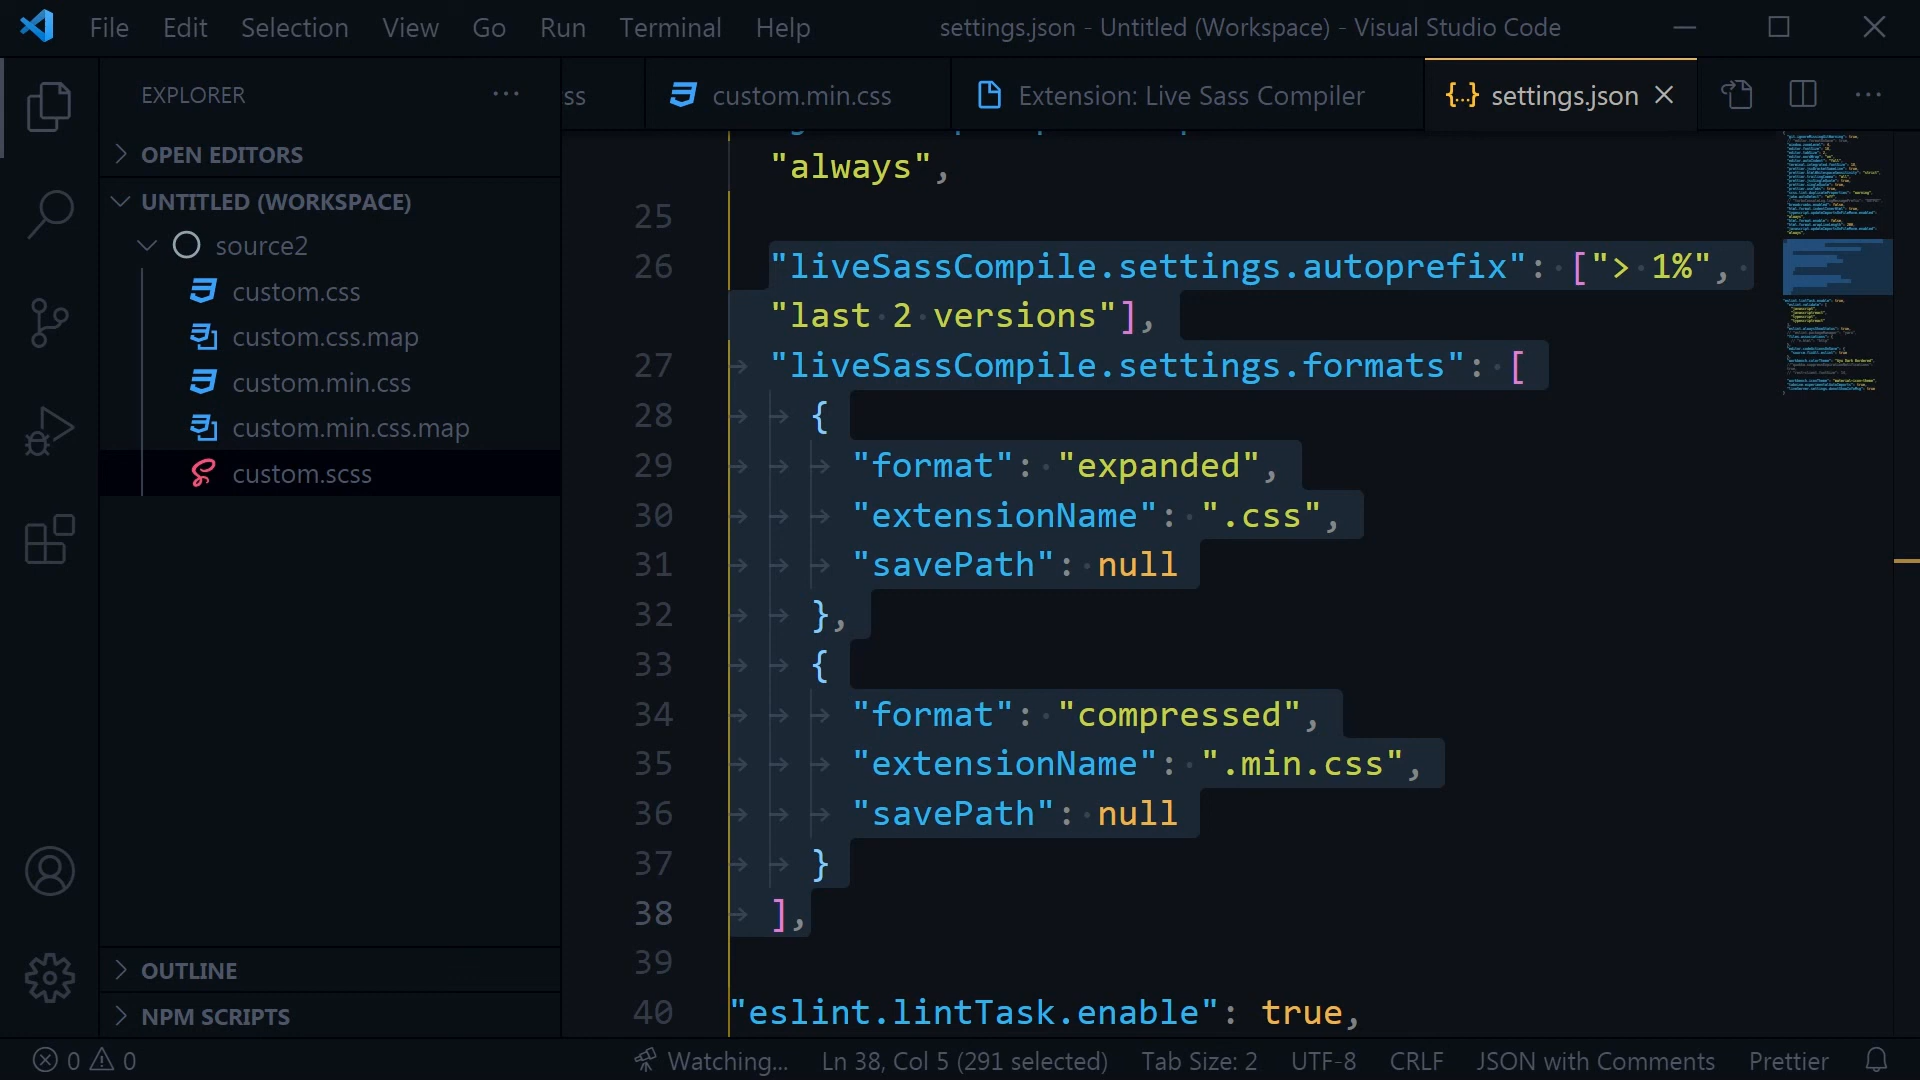 File Edit Selection View Go Run Terminal Help settings.json - Untitled (Workspace) - Visual Studio Code
EXPLORER
ss custom.min.css Extension: Live Sass Compiler {..} settings.json
OPEN EDITORS
UNTITLED (WORKSPACE)
source2
custom.css
custom.css.map
custom.min.css
custom.min.css.map
custom.scss
OUTLINE
NPM SCRIPTS
"always",
25
26 "liveSassCompile.settings.autoprefix": ["> 1%",
"last 2 versions"],
27 "liveSassCompile.settings.formats": [
28 {
29 "format": "expanded",
30 "extensionName": ".css",
31 "savePath": null
32 },
33 {
34 "format": "compressed",
35 "extensionName": ".min.css",
36 "savePath": null
37 }
38 ],
39
40 "eslint.lintTask.enable": true,
0 0 Watching... Ln 38, Col 5 (291 selected) Tab Size: 2 UTF-8 CRLF JSON with Comments Prettier